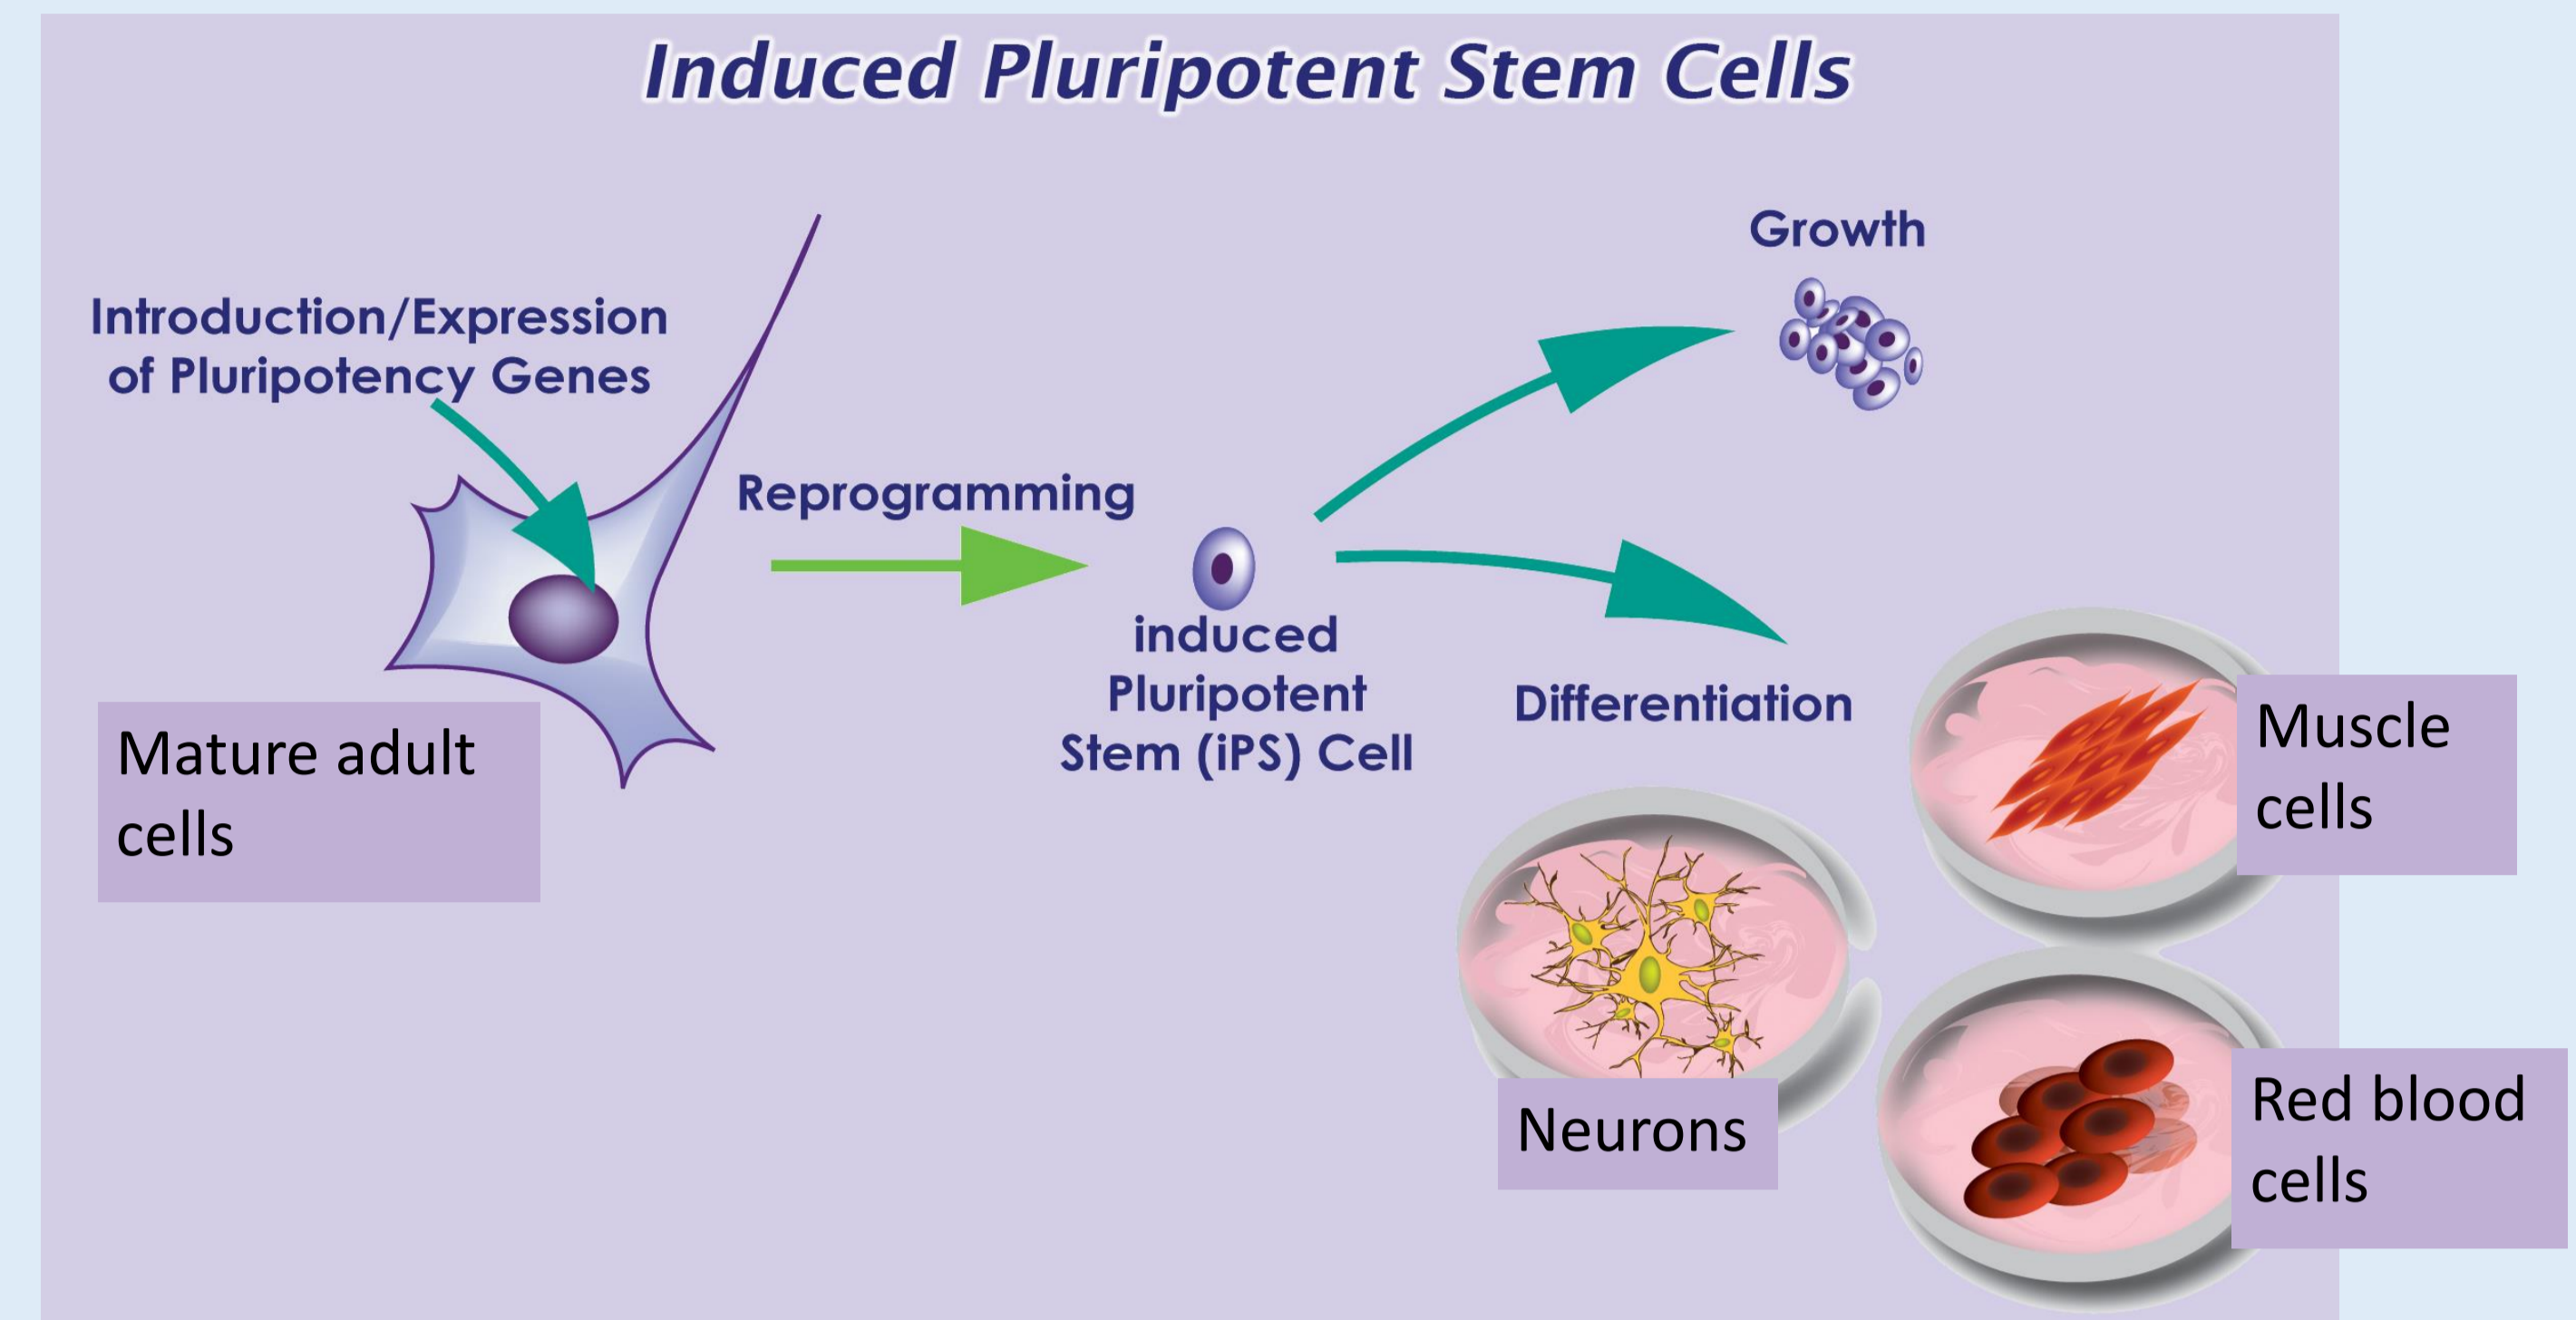 Induced Pluripotent Stem Cells
Introduction/Expression
of Pluripotency Genes
Mature adult
cells
Reprogramming
induced
Pluripotent
Stem (iPS) Cell
Growth
Differentiation
Muscle
cells
Neurons
Red blood
cells